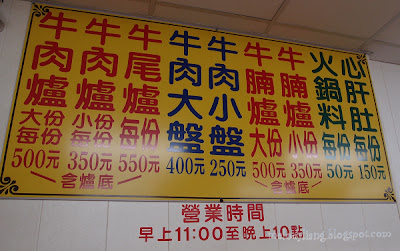 牛肉爐 大份 每份 500元
牛肉爐 小份 每份 350元
牛尾爐 每份 550元
含爐底
牛肉大盤 400元
牛肉小盤 250元
牛腩爐 大份 500元
牛腩爐 小份 350元
含爐底
火鍋料 每份 50元
心肝肚 每份 150元
營業時間
早上11:00至晚上10點